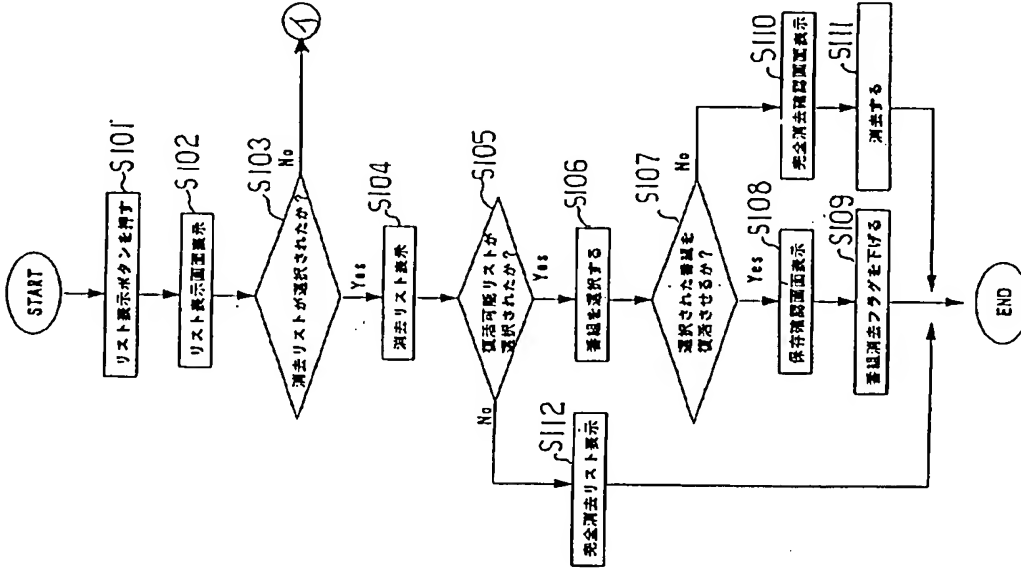 START
リスト表示ボタンを押す
S101
リスト表示画面表示
S102
消去リストが選択されたか?
S103
No
イ
Yes
消去リスト表示
S104
復活可能リストが
選択されたか?
S105
No
Yes
番組を選択する
S106
完全消去リスト表示
S112
選択された番組を
復活させるか?
S107
No
Yes
保存確認画面表示
S108
完全消去確認画面表示
S110
番組消去フラグを下げる
S109
消去する
S111
END